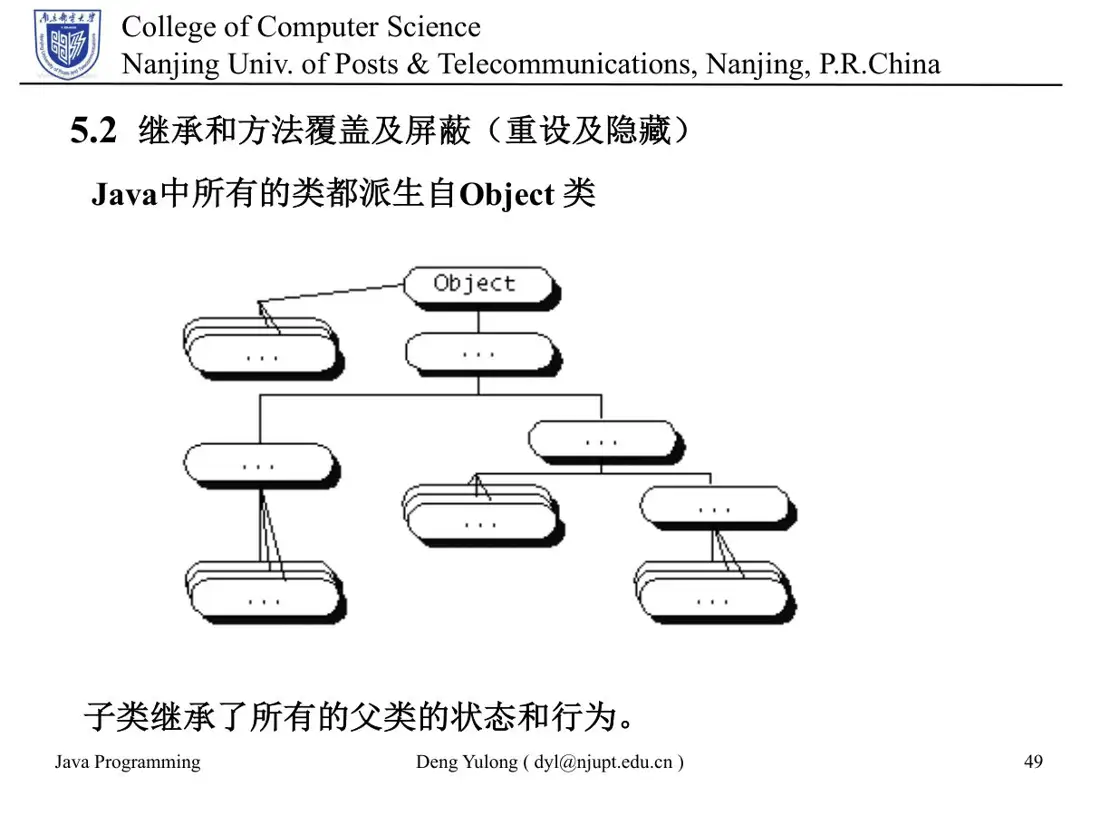 College of Computer Science
Nanjing Univ. of Posts & Telecommunications, Nanjing, P.R.China
5.2 继承和方法覆盖及屏蔽（重设及隐藏）
Java中所有的类都派生自Object 类
Object
...
...
...
...
...
...
...
...
子类继承了所有的父类的状态和行为。
Java Programming
Deng Yulong ( dyl@njupt.edu.cn )
49